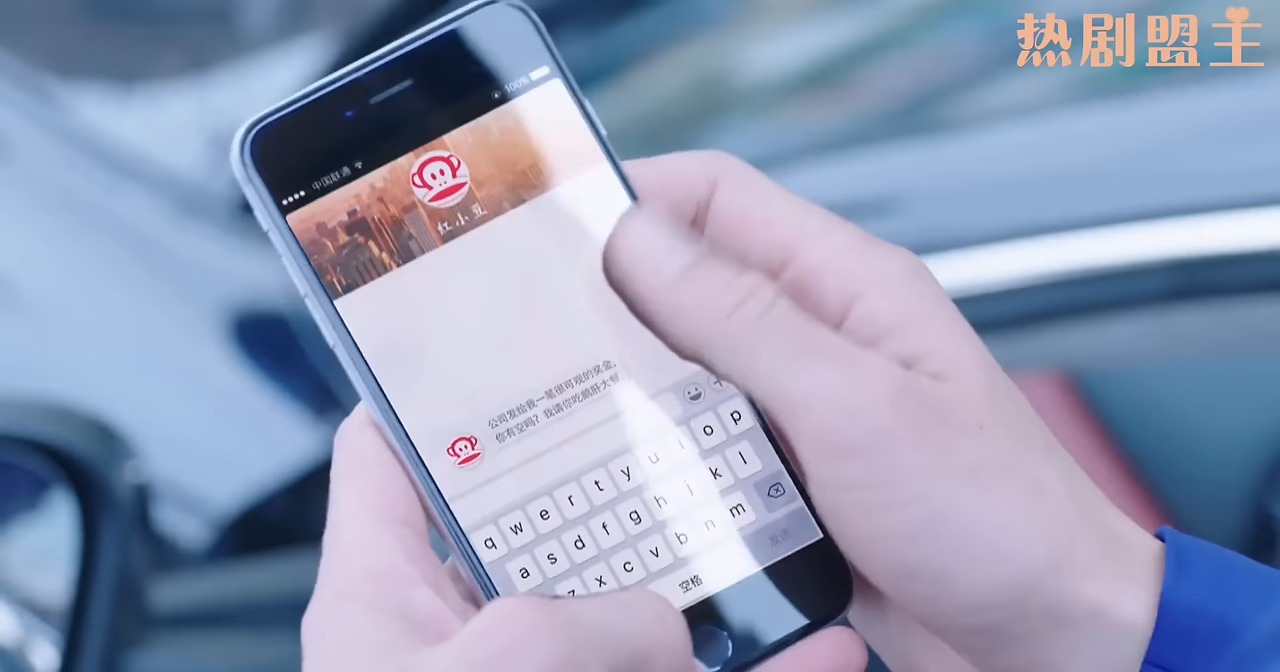 热剧盟主
100%
中国联通
红小豆
公司发给我一笔很可观的奖金,
你有空吗?我请你吃鹅肝大餐
q w e r t y u i o p
a s d f g h j k l
z x c v b n m
空格 发送